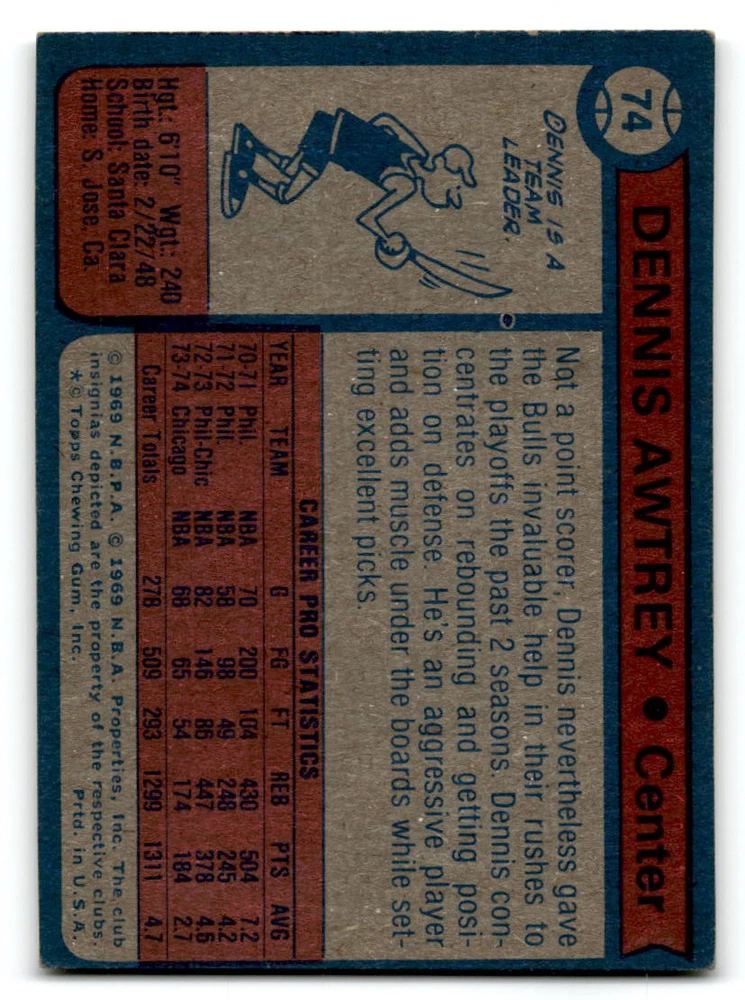 74
DENNIS AWTREY • Center
DENNIS IS A
TEAM
LEADER.
Hgt.: 6'10" Wgt.: 240
Birth date: 2/22/48
School: Santa Clara
Home: S. Jose, Ca.
Not a point scorer, Dennis nevertheless gave
the Bulls invaluable help in their rushes to
the playoffs the past 2 seasons. Dennis con-
centrates on rebounding and getting posi-
tion on defense. He's an aggressive player
and adds muscle under the boards while set-
ting excellent picks.
CAREER PRO STATISTICS
YEAR TEAM G FG FT REB PTS AVG
70-71 Phil. NBA 70 200 104 430 504 7.2
71-72 Phil. NBA 58 98 49 248 245 4.2
72-73 Phil-Chic NBA 82 146 86 447 378 4.6
73-74 Chicago NBA 68 65 54 174 184 2.7
Career Totals 278 509 293 1299 1311 4.7
© 1969 N.B.P.A. © 1969 N.B.A. Properties, Inc. The club
insignias depicted are the property of the respective clubs.
*© Topps Chewing Gum, Inc. Prtd. in U.S.A.